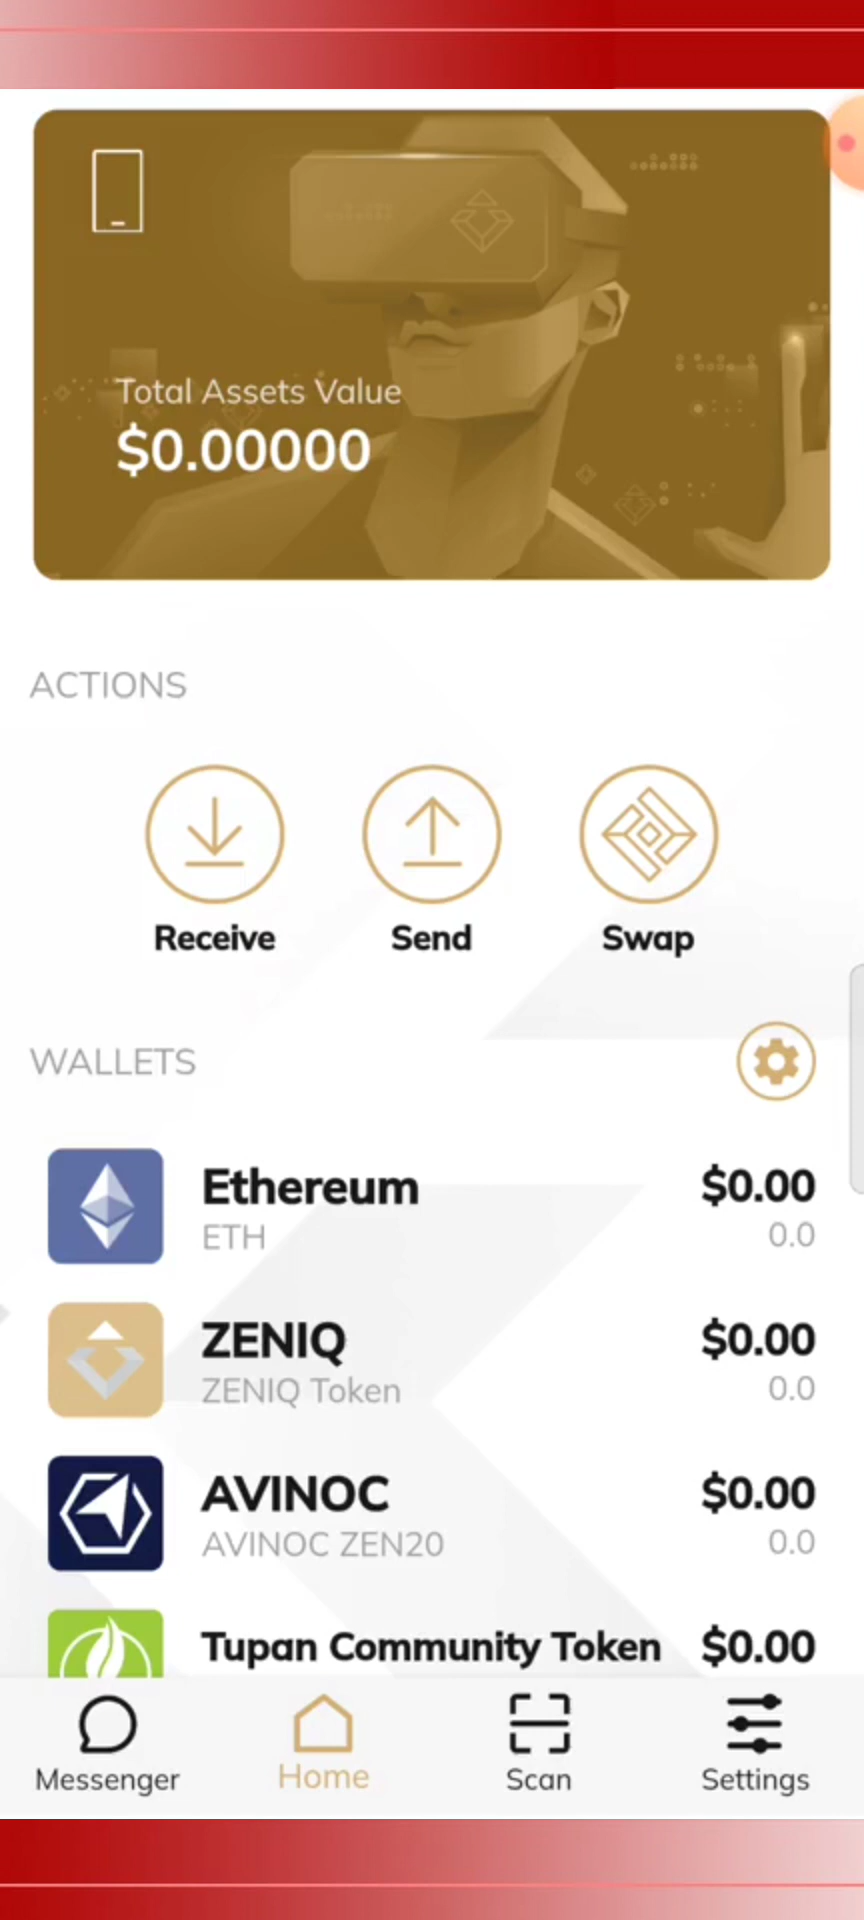 Total Assets Value
$0.00000
ACTIONS
Receive
Send
Swap
WALLETS
Ethereum $0.00
ETH 0.0
ZENIQ $0.00
ZENIQ Token 0.0
AVINOC $0.00
AVINOC ZEN20 0.0
Tupan Community Token $0.00
Messenger
Home
Scan
Settings